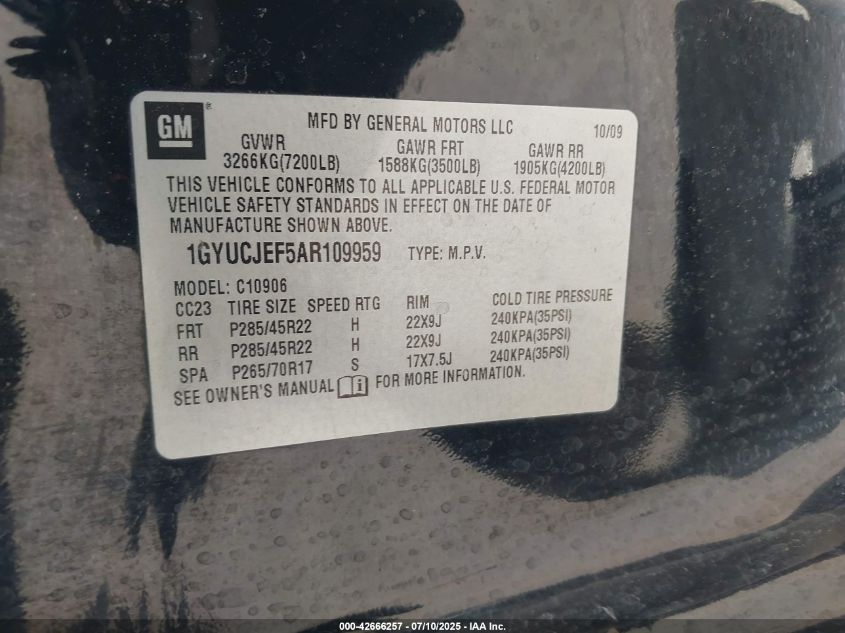 GM ®
MFD BY GENERAL MOTORS LLC 10/09
GVWR GAWR FRT GAWR RR
3266KG(7200LB) 1588KG(3500LB) 1905KG(4200LB)
THIS VEHICLE CONFORMS TO ALL APPLICABLE U.S. FEDERAL MOTOR
VEHICLE SAFETY STANDARDS IN EFFECT ON THE DATE OF
MANUFACTURE SHOWN ABOVE.
1GYUCJEF5AR109959 TYPE: M.P.V.
MODEL: C10906
CC23 TIRE SIZE SPEED RTG RIM COLD TIRE PRESSURE
FRT P285/45R22 H 22X9J 240KPA(35PSI)
RR P285/45R22 H 22X9J 240KPA(35PSI)
SPA P265/70R17 S 17X7.5J 240KPA(35PSI)
SEE OWNER'S MANUAL i FOR MORE INFORMATION.
000-42666257 - 07/10/2025 - IAA Inc.